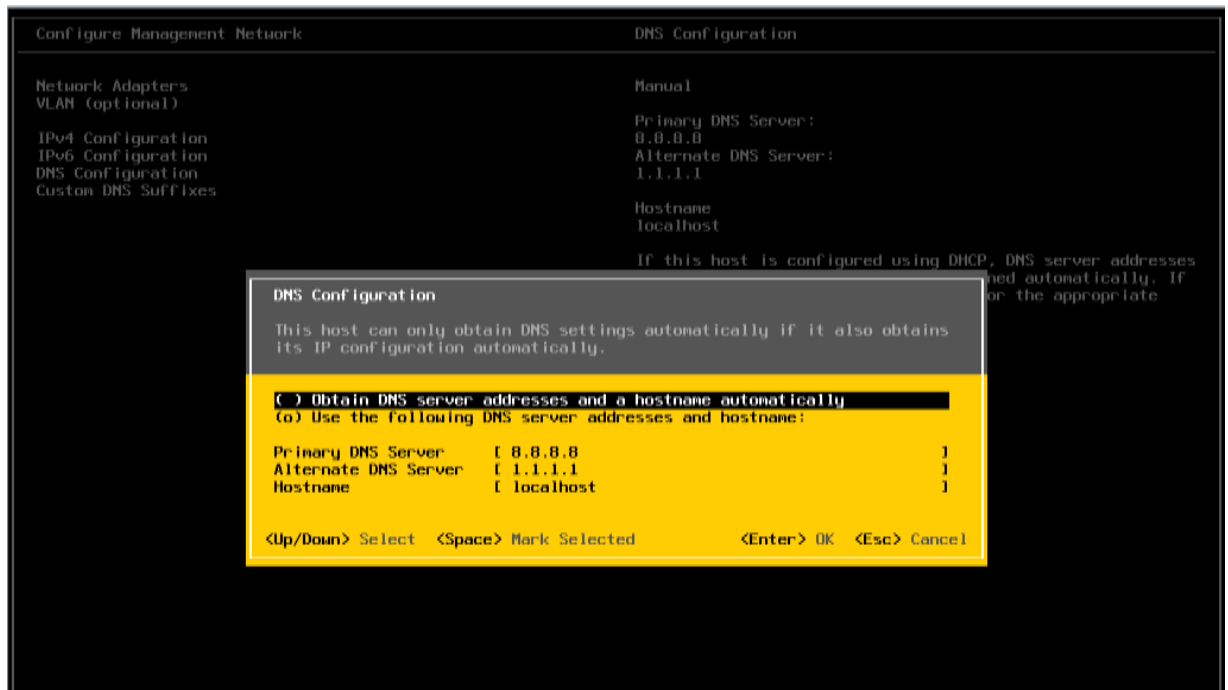 Configure Management Network
DNS Configuration
Network Adapters
VLAN (optional)
IPv4 Configuration
IPv6 Configuration
DNS Configuration
Custom DNS Suffixes
Manual
Primary DNS Server:
8.8.8.8
Alternate DNS Server:
1.1.1.1
Hostname
localhost
If this host is configured using DHCP, DNS server addresses
ned automatically. If
or the appropriate
DNS Configuration
This host can only obtain DNS settings automatically if it also obtains
its IP configuration automatically.
( ) Obtain DNS server addresses and a hostname automatically
(o) Use the following DNS server addresses and hostname:
Primary DNS Server [ 8.8.8.8 ]
Alternate DNS Server [ 1.1.1.1 ]
Hostname [ localhost ]
<Up/Down> Select <Space> Mark Selected <Enter> OK <Esc> Cancel